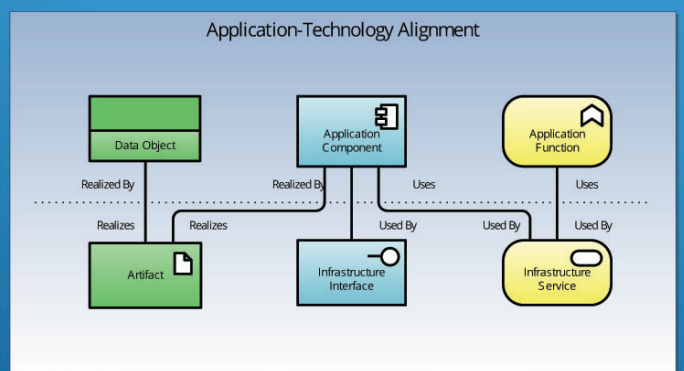 Application-Technology Alignment
Data Object
Application
Component
Application
Function
Realized By
Realized By
Uses
Uses
Realizes
Realizes
Used By
Used By
Used By
Artifact
Infrastructure
Interface
Infrastructure
Service